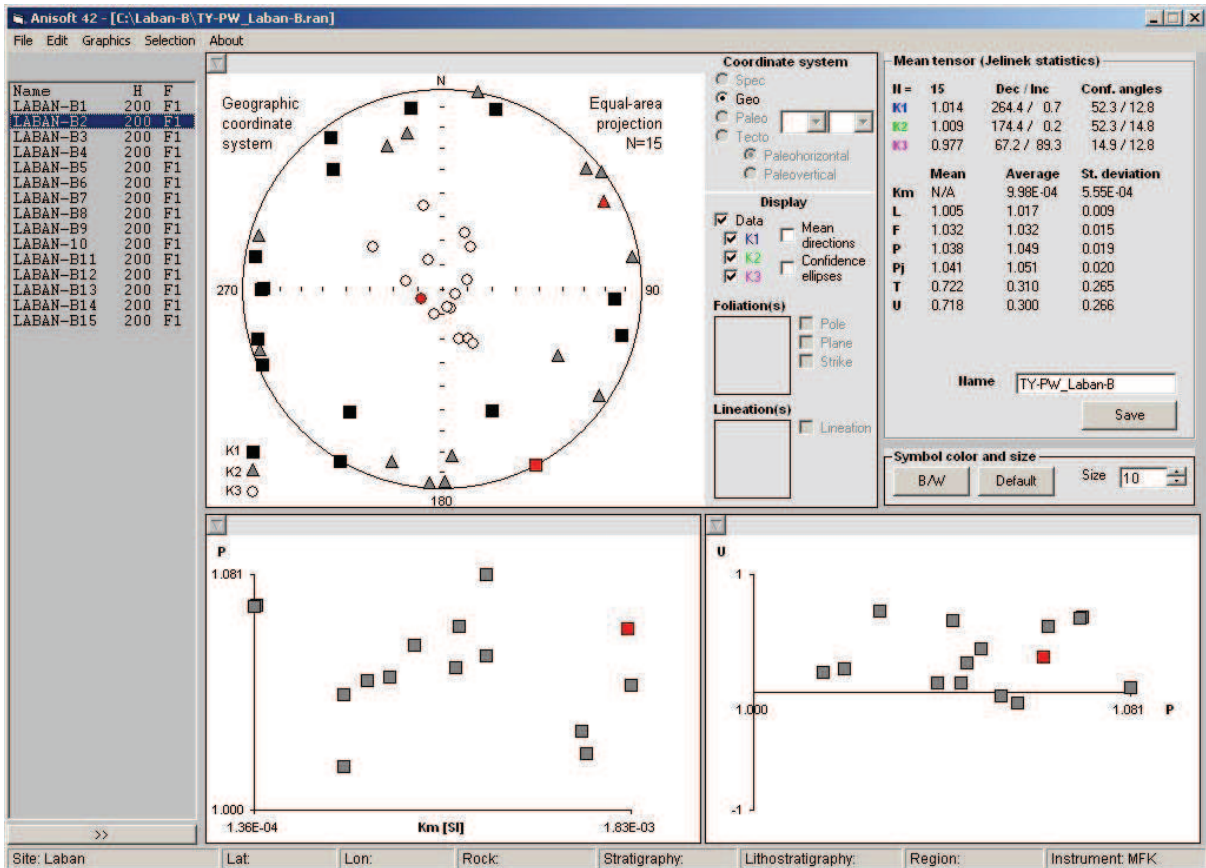 Anisoft 42 - [C:\Laban-B\TY-PW_Laban-B.ran]
File Edit Graphics Selection About
Name H F
LABAN-B1 200 F1
LABAN-B2 200 F1
LABAN-B3 200 F1
LABAN-B4 200 F1
LABAN-B5 200 F1
LABAN-B6 200 F1
LABAN-B7 200 F1
LABAN-B8 200 F1
LABAN-B9 200 F1
LABAN-10 200 F1
LABAN-B11 200 F1
LABAN-B12 200 F1
LABAN-B13 200 F1
LABAN-B14 200 F1
LABAN-B15 200 F1
>>
Geographic
coordinate
system
N
Equal-area
projection
N=15
270
90
180
K1
K2
K3
Coordinate system
Spec
Geo
Paleo
Tecto
Paleohorizontal
Paleovertical
Display
Data
K1
K2
K3
Mean
directions
Confidence
ellipses
Foliation(s)
Pole
Plane
Strike
Lineation(s)
Lineation
Mean tensor (Jelinek statistics)
N = 15 Dec / Inc Conf. angles
K1 1.014 264.4 / 0.7 52.3 / 12.8
K2 1.009 174.4 / 0.2 52.3 / 14.8
K3 0.977 67.2 / 89.3 14.9 / 12.8
Mean Average St. deviation
Km N/A 9.98E-04 5.55E-04
L 1.005 1.017 0.009
F 1.032 1.032 0.015
P 1.038 1.049 0.019
Pj 1.041 1.051 0.020
T 0.722 0.310 0.265
U 0.718 0.300 0.266
Name TY-PW_Laban-B
Save
Symbol color and size
B/W Default Size 10
P
1.081
1.000
1.36E-04 Km [SI] 1.83E-03
U
1
1.000 1.081 P
-1
Site: Laban Lat: Lon: Rock: Stratigraphy: Lithostratigraphy: Region: Instrument: MFK